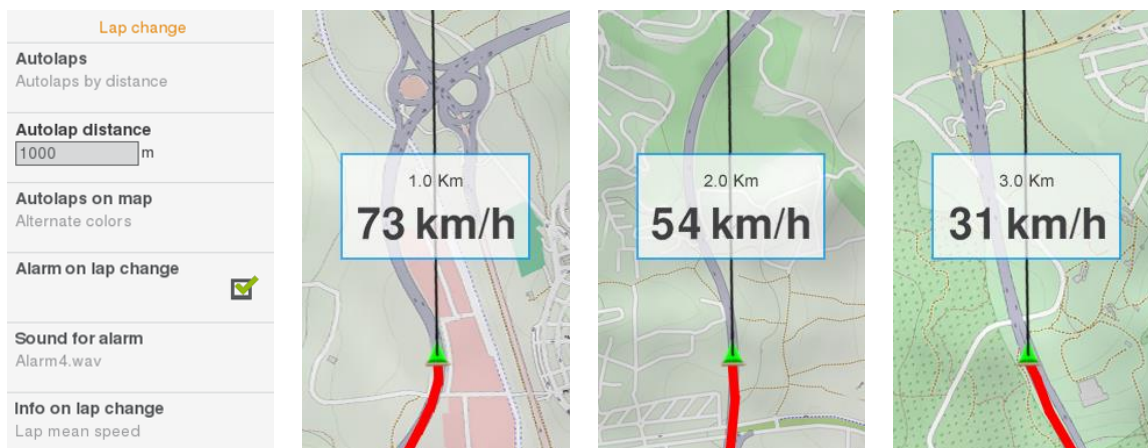 Lap change
Autolaps
Autolaps by distance
Autolap distance
1000 m
Autolaps on map
Alternate colors
Alarm on lap change
Sound for alarm
Alarm4.wav
Info on lap change
Lap mean speed
1.0 Km
73 km/h
2.0 Km
54 km/h
3.0 Km
31 km/h